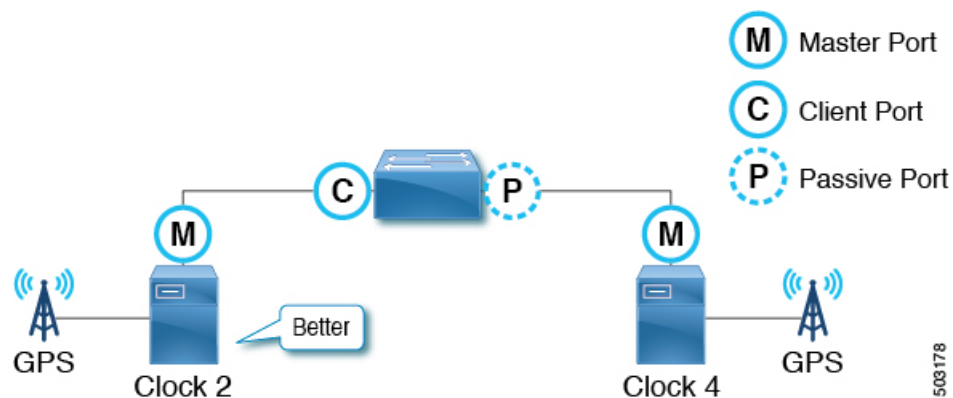 M Master Port
C Client Port
P Passive Port
C
P
M
M
Better
GPS
Clock 2
Clock 4
GPS
503178